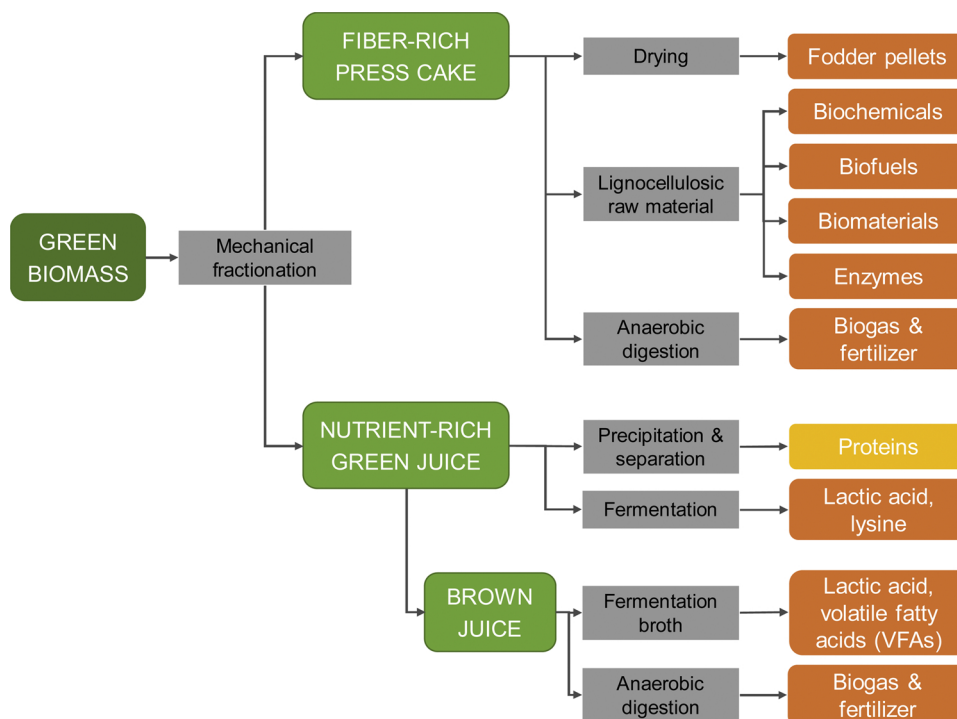 FIBER-RICH
PRESS CAKE
Drying
Fodder pellets
Biochemicals
Lignocellulosic
raw material
Biofuels
Biomaterials
Enzymes
GREEN
BIOMASS
Mechanical
fractionation
Anaerobic
digestion
Biogas &
fertilizer
NUTRIENT-RICH
GREEN JUICE
Precipitation &
separation
Proteins
Fermentation
Lactic acid,
lysine
BROWN
JUICE
Fermentation
broth
Lactic acid,
volatile fatty
acids (VFAs)
Anaerobic
digestion
Biogas &
fertilizer